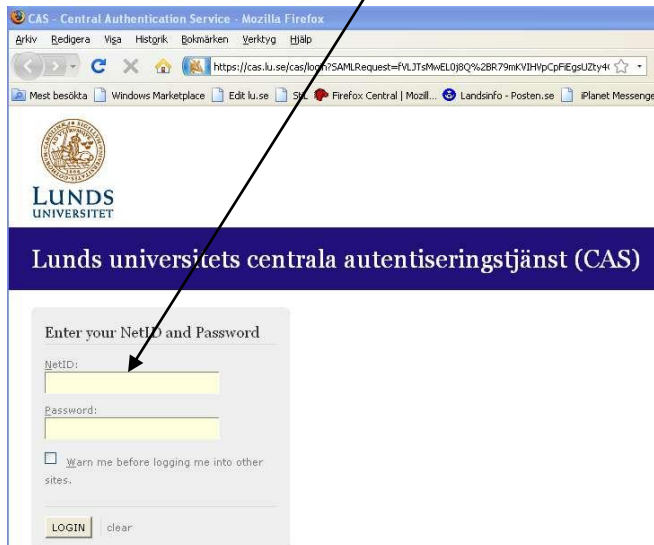 CAS - Central Authentication Service - Mozilla Firefox
Arkiv Redigera Visa Historik Bokmärken Verktyg Hjälp
https://cas.lu.se/cas/login?SAMLRequest=
Mest besökta Windows Marketplace Edit lu.se Firefox Central | Mozill... Landsinfo - Posten.se iPlanet Messenge
LUNDS
UNIVERSITET
Lunds universitets centrala autentiseringstjänst (CAS)
Enter your NetID and Password
NetID:
Password:
Warn me before logging me into other
sites.
LOGIN clear